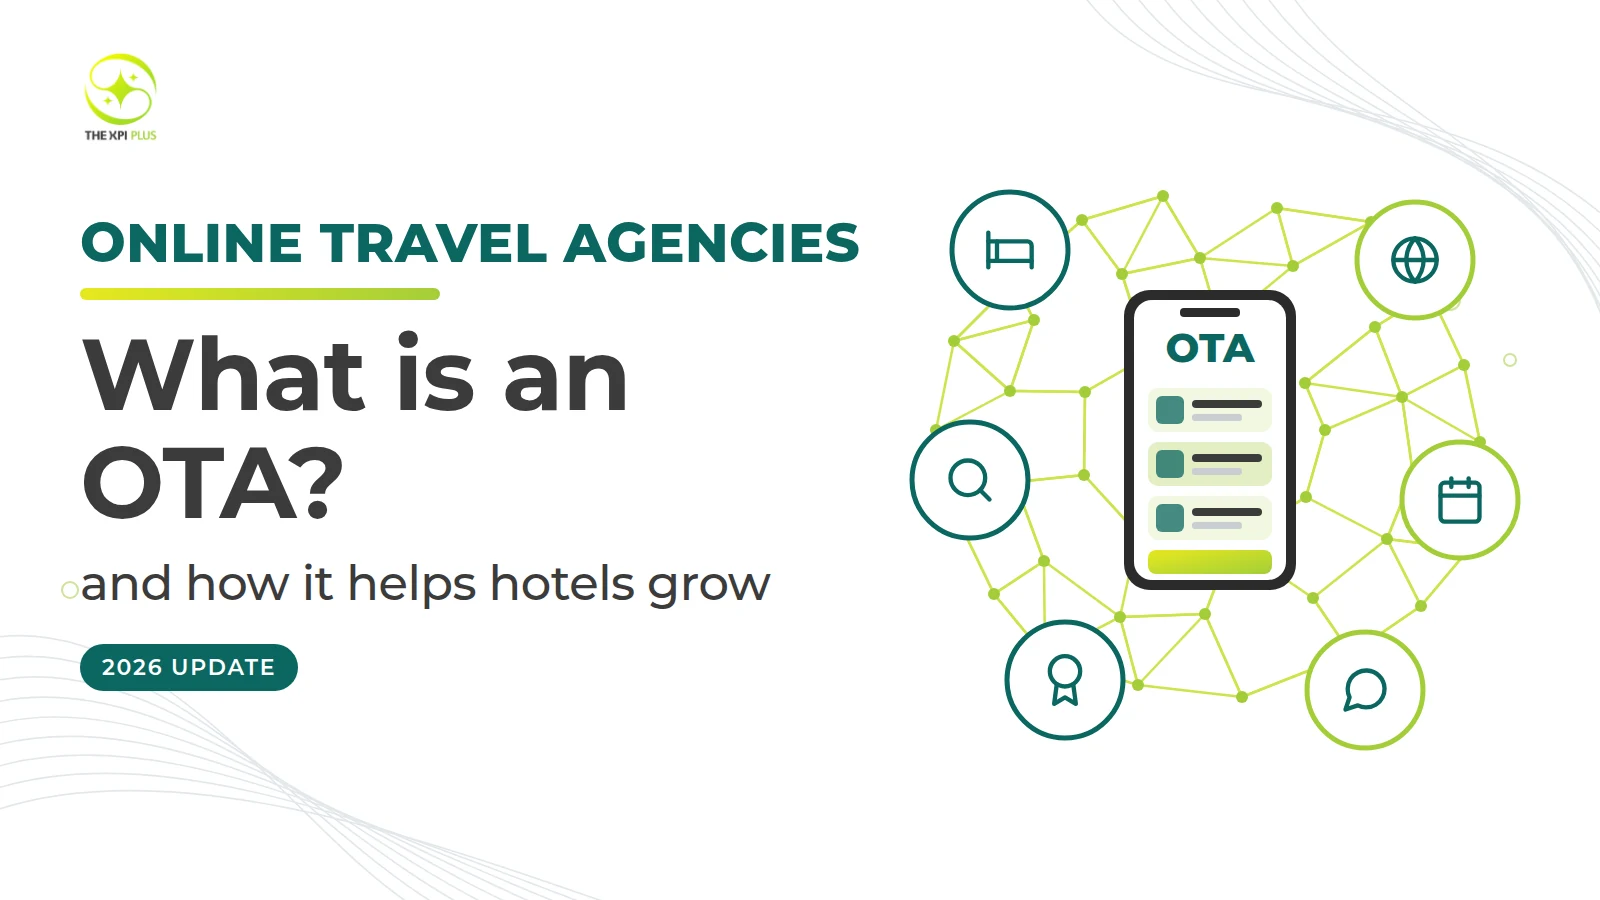 THE XPI PLUS
ONLINE TRAVEL AGENCIES
What is an
OTA?
and how it helps hotels grow
2026 UPDATE
OTA